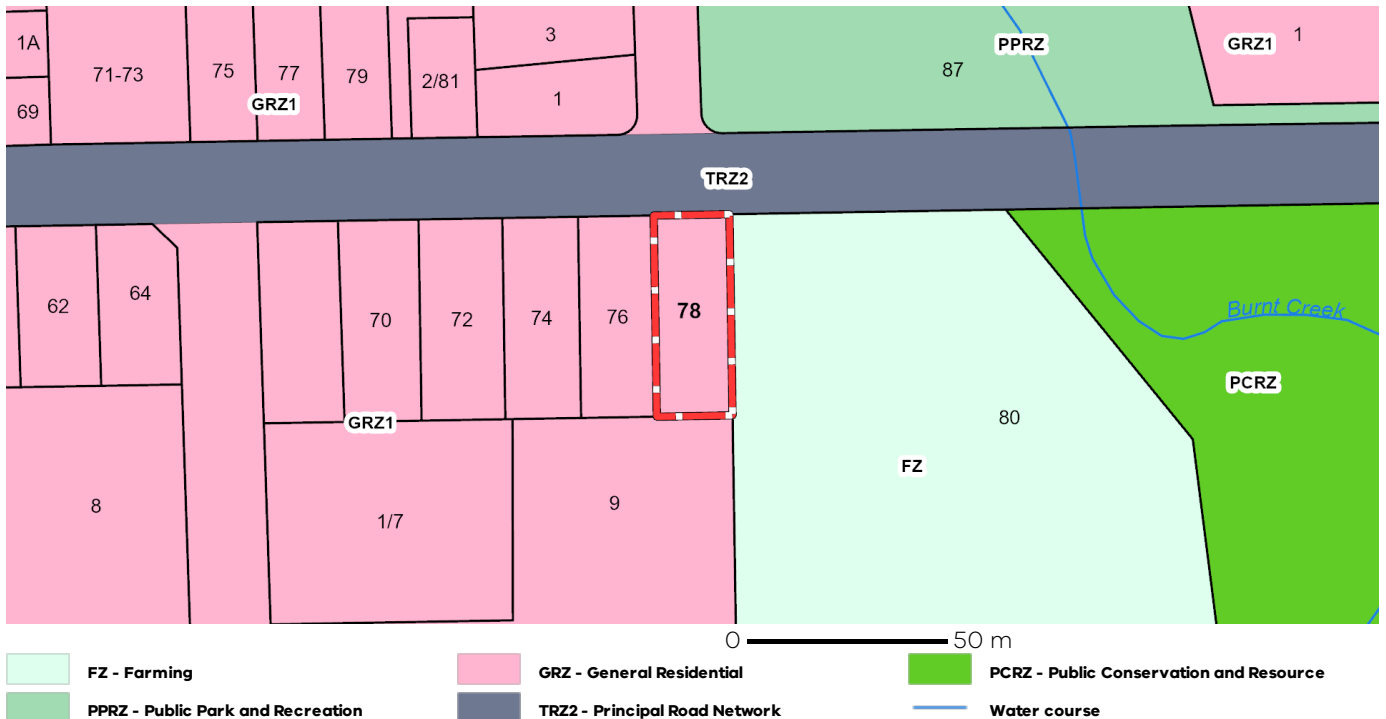 1A
71-73
75
77
79
2/81
3
1
69
GRZ1
87
PPRZ
GRZ1
1
TRZ2
62
64
70
72
74
76
78
Burnt Creek
PCRZ
80
GRZ1
FZ
8
1/7
9
0 50 m
FZ - Farming
GRZ - General Residential
PCRZ - Public Conservation and Resource
PPRZ - Public Park and Recreation
TRZ2 - Principal Road Network
Water course